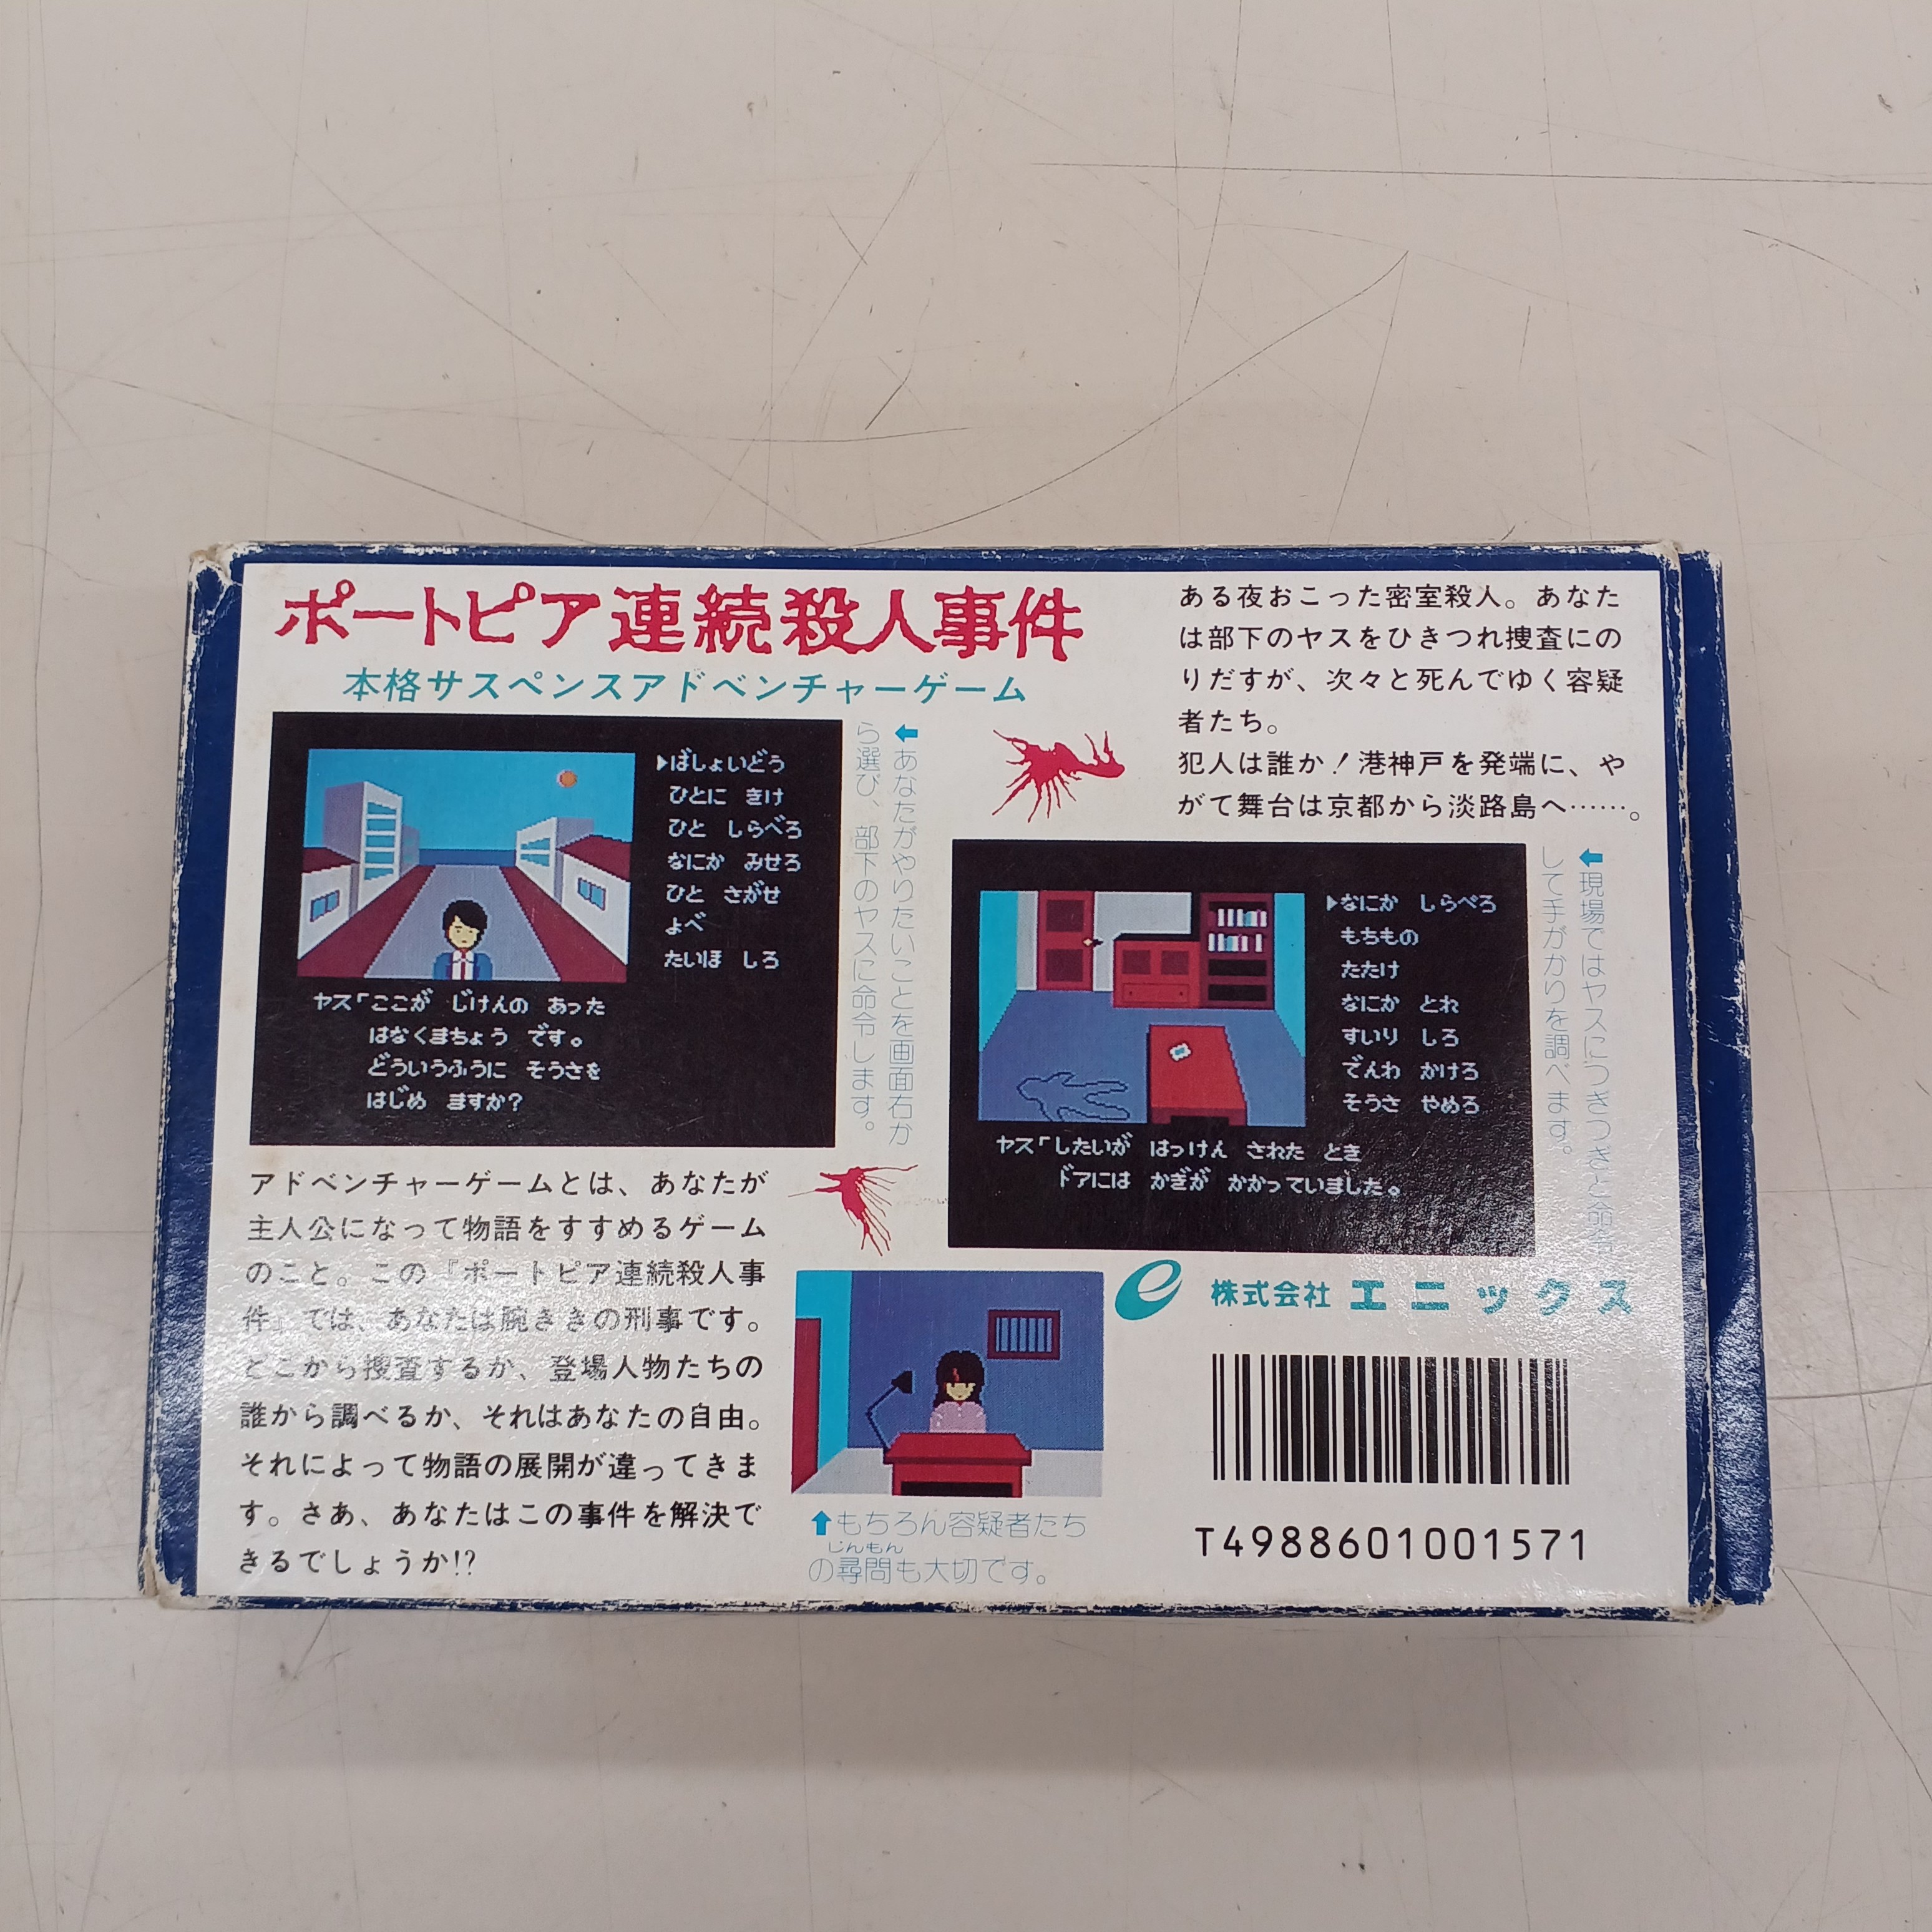 ポートピア連続殺人事件
本格サスペンスアドベンチャーゲーム
ある夜おこった密室殺人。あなた
は部下のヤスをひきつれ捜査にの
りだすが、次々と死んでゆく容疑
者たち。
犯人は誰か!港神戸を発端に、や
がて舞台は京都から淡路島へ……。
▶ばしょいどう
ひとに きけ
ひと しらべろ
なにか みせろ
ひと さがせ
よべ
たいほ しろ
ヤス「ここが じけんの あった
はなくまちょう です。
どういうふうに そうさを
はじめ ますか?
⬅あなたがやりたいことを画面右か
ら選び、部下のヤスに命令します。
▶なにか しらべろ
もちもの
たたけ
なにか とれ
すいり しろ
でんわ かけろ
そうさ やめろ
ヤス「したいが はっけん された とき
ドアには かぎが かかっていました。
⬅現場ではヤスにつぎつぎと命令
して手がかりを調べます。
アドベンチャーゲームとは、あなたが
主人公になって物語をすすめるゲーム
のこと。この『ポートピア連続殺人事
件』では、あなたは腕ききの刑事です。
どこから捜査するか、登場人物たちの
誰から調べるか、それはあなたの自由。
それによって物語の展開が違ってきま
す。さあ、あなたはこの事件を解決で
きるでしょうか!?
⬆もちろん容疑者たち
じんもん
の尋問も大切です。
e 株式会社 エニックス
T4988601001571